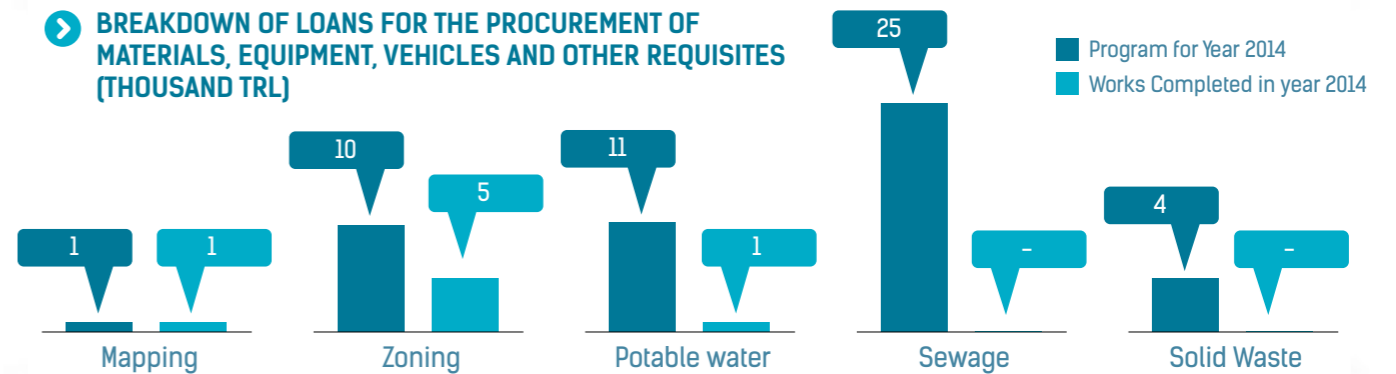 BREAKDOWN OF LOANS FOR THE PROCUREMENT OF
MATERIALS, EQUIPMENT, VEHICLES AND OTHER REQUISITES
(THOUSAND TRL)
Program for Year 2014
Works Completed in year 2014
1
1
Mapping
10
5
Zoning
11
1
Potable water
25
-
Sewage
4
-
Solid Waste